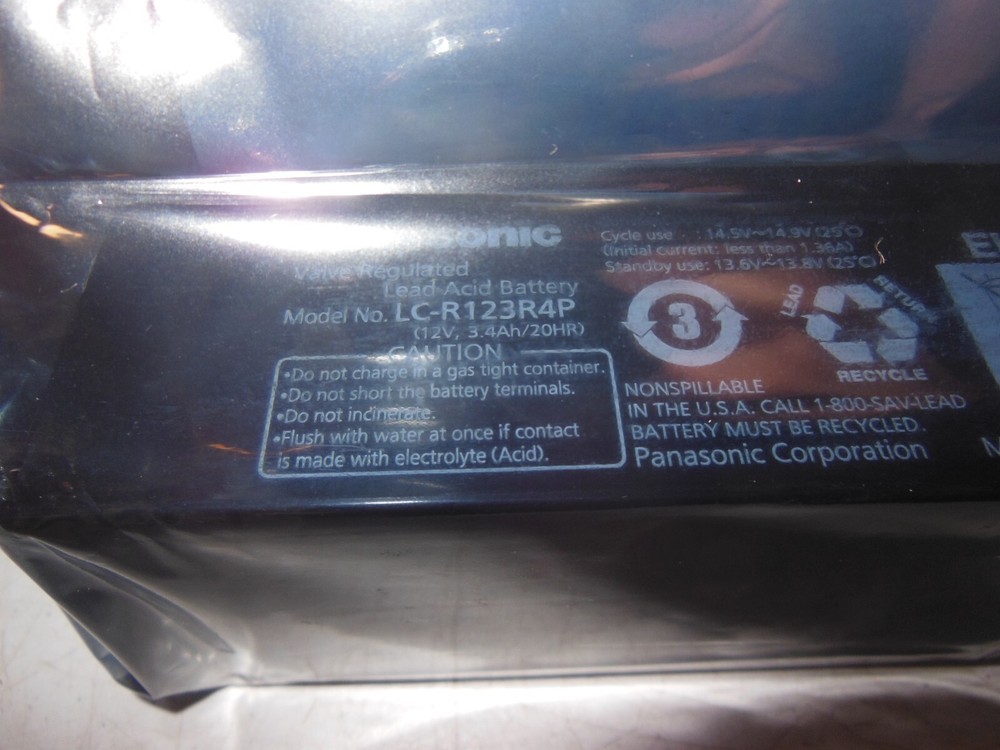 Panasonic
Valve Regulated
Lead-Acid Battery
Model No. LC-R123R4P
(12V, 3.4Ah/20HR)
CAUTION
•Do not charge in a gas tight container.
•Do not short the battery terminals.
•Do not incinerate.
•Flush with water at once if contact
is made with electrolyte (Acid).
Cycle use : 14.5V~14.9V (25°C)
(Initial current: less than 1.36A)
Standby use: 13.6V~13.8V (25°C)
3
LEAD
RETURN
RECYCLE
NONSPILLABLE
IN THE U.S.A. CALL 1-800-SAV-LEAD
BATTERY MUST BE RECYCLED.
Panasonic Corporation